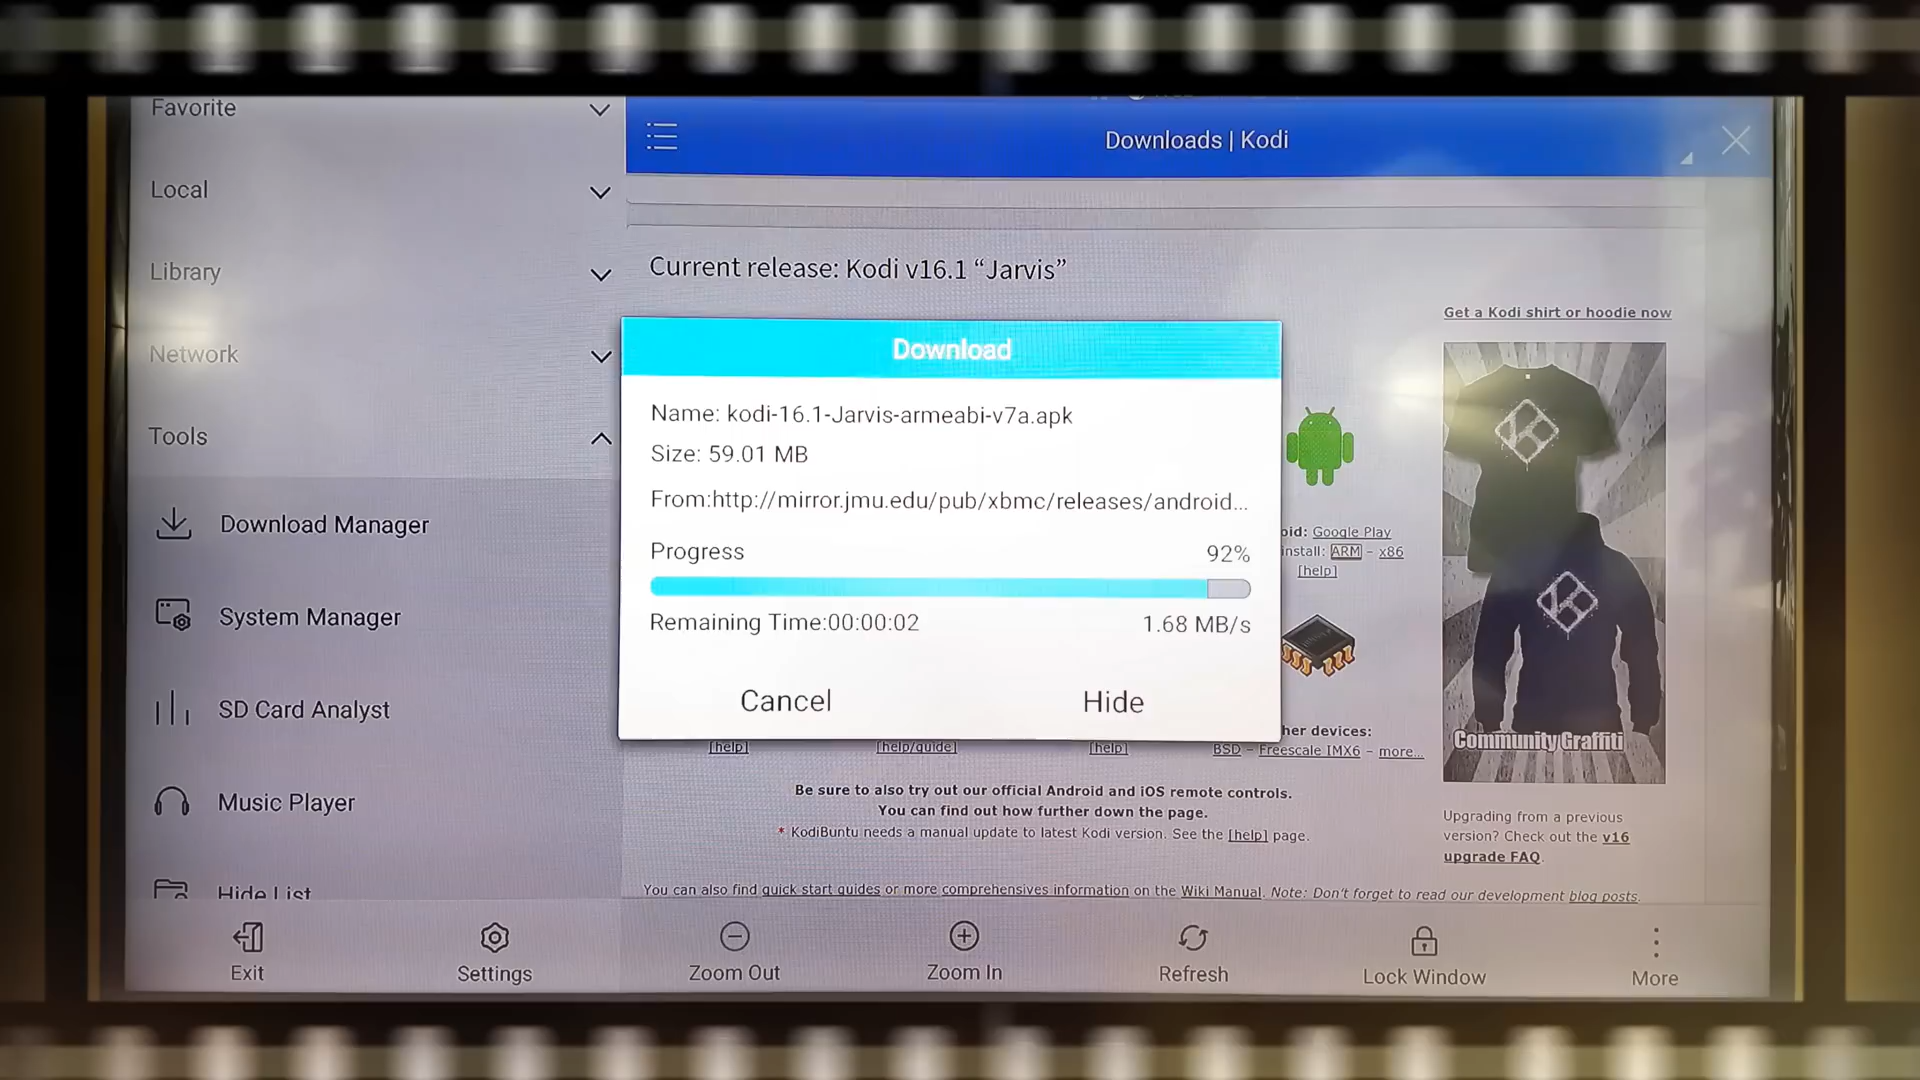 Favorite
Local
Library
Network
Tools
Download Manager
System Manager
SD Card Analyst
Music Player
Hide List
Downloads | Kodi
Current release: Kodi v16.1 “Jarvis”
Download
Name: kodi-16.1-Jarvis-armeabi-v7a.apk
Size: 59.01 MB
From:http://mirror.jmu.edu/pub/xbmc/releases/android...
Progress 92%
Remaining Time:00:00:02 1.68 MB/s
Cancel Hide
oid: Google Play
install: ARM - x86
[help]
her devices:
[help] [help/guide] [help] BSD - Freescale IMX6 - more...
Be sure to also try out our official Android and iOS remote controls.
You can find out how further down the page.
* KodiBuntu needs a manual update to latest Kodi version. See the [help] page.
You can also find quick start guides or more comprehensives information on the Wiki Manual. Note: Don't forget to read our development blog posts.
Get a Kodi shirt or hoodie now
Community Graffiti
Upgrading from a previous
version? Check out the v16
upgrade FAQ.
Exit Settings Zoom Out Zoom In Refresh Lock Window More